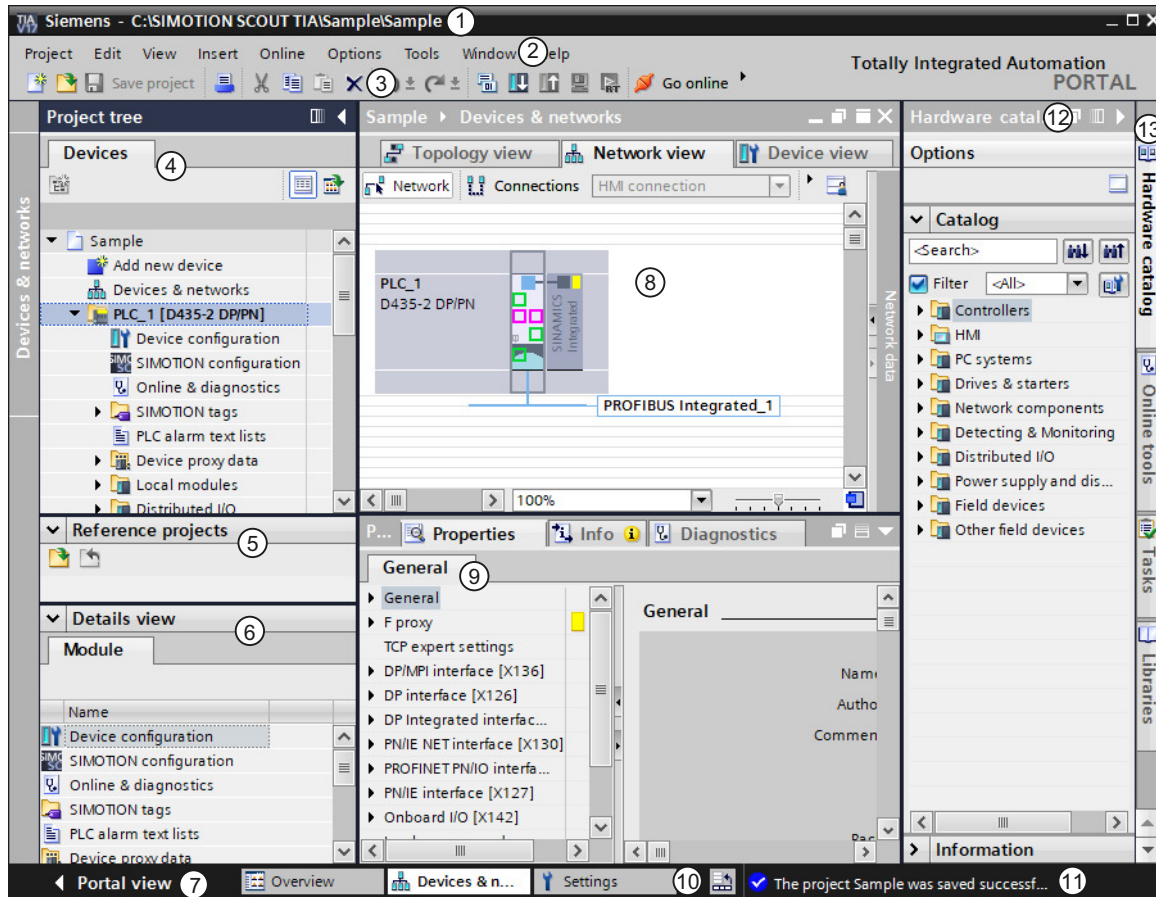 TIA V17 Siemens - C:\SIMOTION SCOUT TIA\Sample\Sample 1
Project Edit View Insert Online Options Tools Window 2 elp
Totally Integrated Automation
PORTAL
Save project 3 Go online
Project tree
Devices 4
Devices & networks
Sample
Add new device
Devices & networks
PLC_1 [D435-2 DP/PN]
Device configuration
SIMOTION configuration
Online & diagnostics
SIMOTION tags
PLC alarm text lists
Device proxy data
Local modules
Distributed I/O
Reference projects 5
Details view 6
Module
Name
Device configuration
SIMOTION configuration
Online & diagnostics
SIMOTION tags
PLC alarm text lists
Device proxy data
Sample Devices & networks
Topology view Network view Device view
Network Connections HMI connection
PLC_1
D435-2 DP/PN
SINAMICS
Integrated
8
PROFIBUS Integrated_1
Network data
100%
P... Properties Info Diagnostics
General 9
General
F proxy
TCP expert settings
DP/MPI interface [X136]
DP interface [X126]
DP Integrated interfac...
PN/IE NET interface [X130]
PROFINET PN/IO interfa...
PN/IE interface [X127]
Onboard I/O [X142]
General
Nam
Autho
Commen
Hardware catal 12
Options
Catalog
<Search>
Filter <All>
Controllers
HMI
PC systems
Drives & starters
Network components
Detecting & Monitoring
Distributed I/O
Power supply and dis...
Field devices
Other field devices
Information
13
Hardware catalog
Online tools
Tasks
Libraries
Portal view 7 Overview Devices & n... Settings 10 The project Sample was saved successf... 11